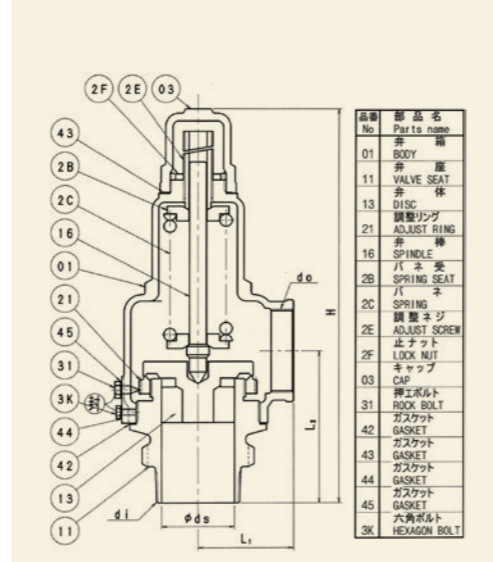 2F
2E
03
43
2B
2C
16
01
21
45
31
3K
44
42
13
11
do
H
L₂
di
φds
L₁
品番 部品名
No Parts name
弁箱
01 BODY
弁座
11 VALVE SEAT
弁体
13 DISC
調整リング
21 ADJUST RING
弁棒
16 SPINDLE
バネ受
2B SPRING SEAT
バネ
2C SPRING
調整ネジ
2E ADJUST SCREW
止ナット
2F LOCK NUT
キャップ
03 CAP
押エボルト
31 ROCK BOLT
ガスケット
42 GASKET
ガスケット
43 GASKET
ガスケット
44 GASKET
ガスケット
45 GASKET
六角ボルト
3K HEXAGON BOLT